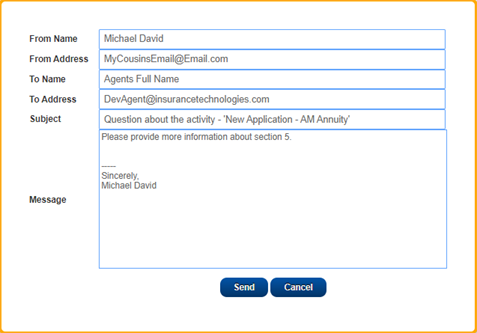 From Name Michael David
From Address MyCousinsEmail@Email.com
To Name Agents Full Name
To Address DevAgent@insurancetechnologies.com
Subject Question about the activity - 'New Application - AM Annuity'
Message
Please provide more information about section 5.
-----
Sincerely,
Michael David
Send Cancel